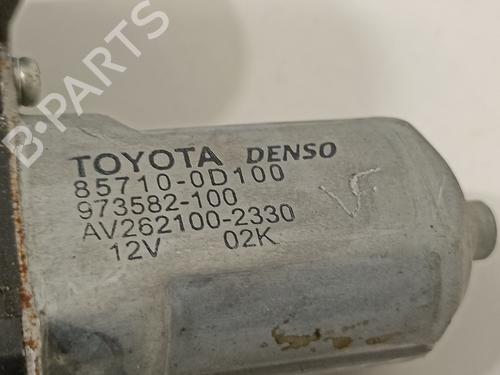 B-PARTS
TOYOTA DENSO
85710-0D100
973582-100
AV262100-2330
12V 02K